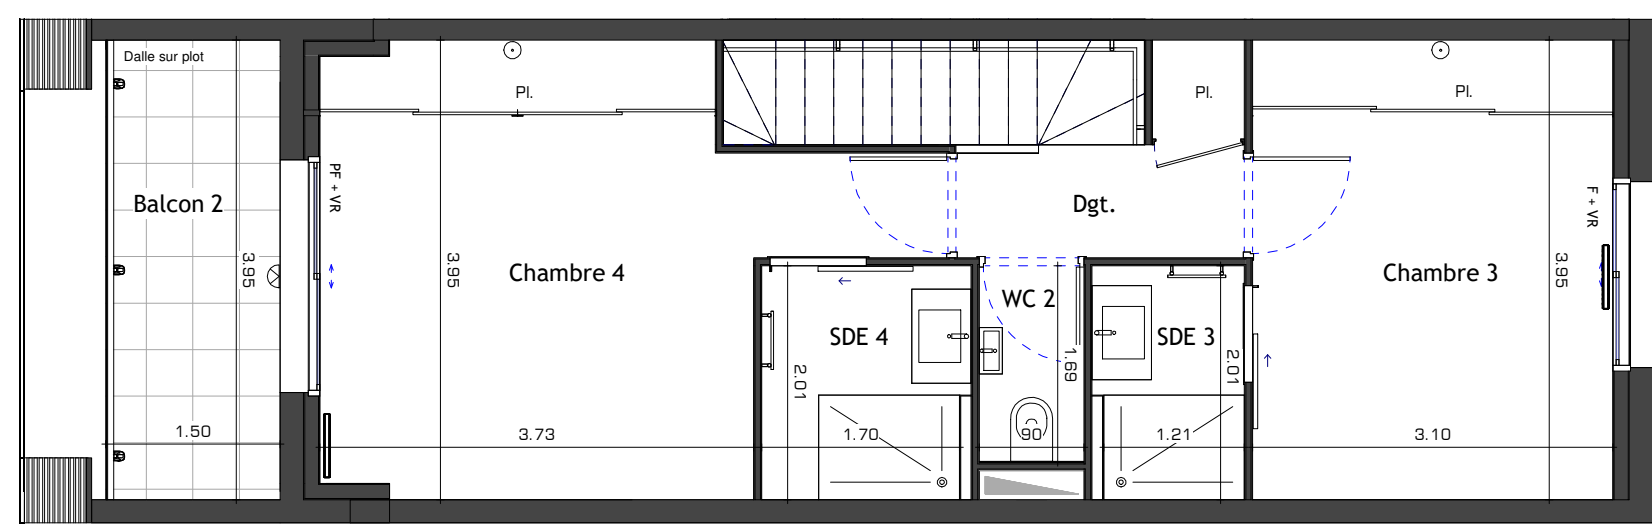 Dalle sur plot
Pl.
Pl.
Pl.
PF + VR
F + VR
Balcon 2
Dgt.
3.95
3.95
Chambre 4
Chambre 3
3.95
WC 2
SDE 4
SDE 3
2.01
1.69
2.01
1.50
3.73
1.70
90
1.21
3.10